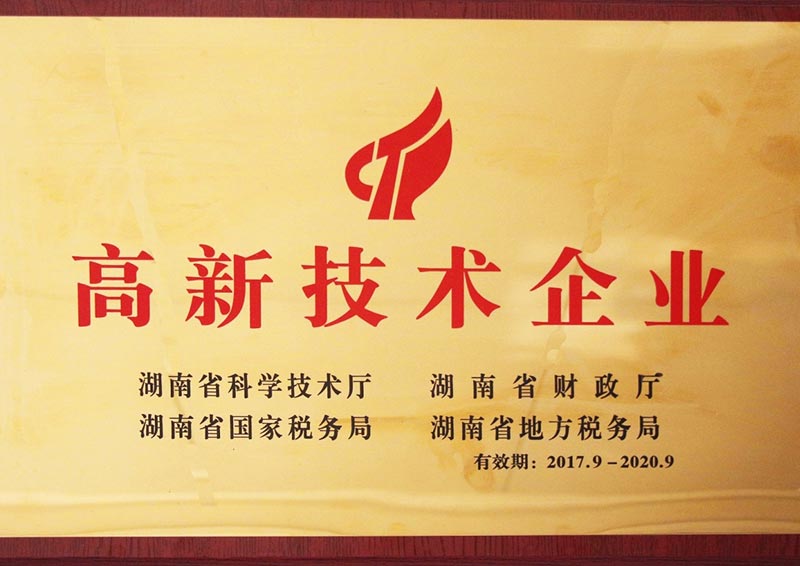 高新技术企业
湖南省科学技术厅 湖南省财政厅
湖南省国家税务局 湖南省地方税务局
有效期：2017.9－2020.9